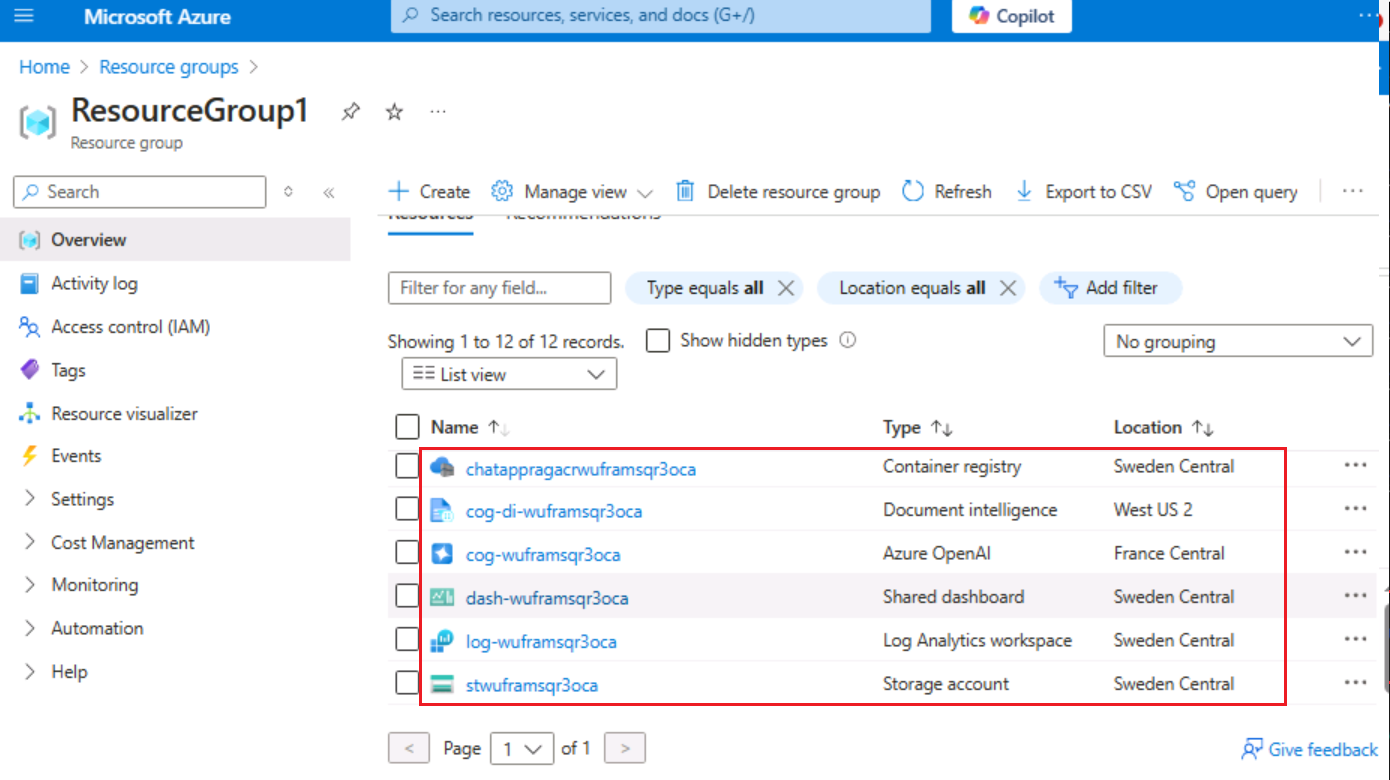 Microsoft Azure
Search resources, services, and docs (G+/)
Copilot
Home > Resource groups >
ResourceGroup1
Resource group
Search
Overview
Activity log
Access control (IAM)
Tags
Resource visualizer
Events
Settings
Cost Management
Monitoring
Automation
Help
Create
Manage view
Delete resource group
Refresh
Export to CSV
Open query
Resources
Recommendations
Filter for any field...
Type equals all
Location equals all
Add filter
Showing 1 to 12 of 12 records.
Show hidden types
No grouping
List view
Name Type Location
chatappragacrwuframsqr3oca Container registry Sweden Central
cog-di-wuframsqr3oca Document intelligence West US 2
cog-wuframsqr3oca Azure OpenAI France Central
dash-wuframsqr3oca Shared dashboard Sweden Central
log-wuframsqr3oca Log Analytics workspace Sweden Central
stwuframsqr3oca Storage account Sweden Central
< Page 1 of 1 >
Give feedback